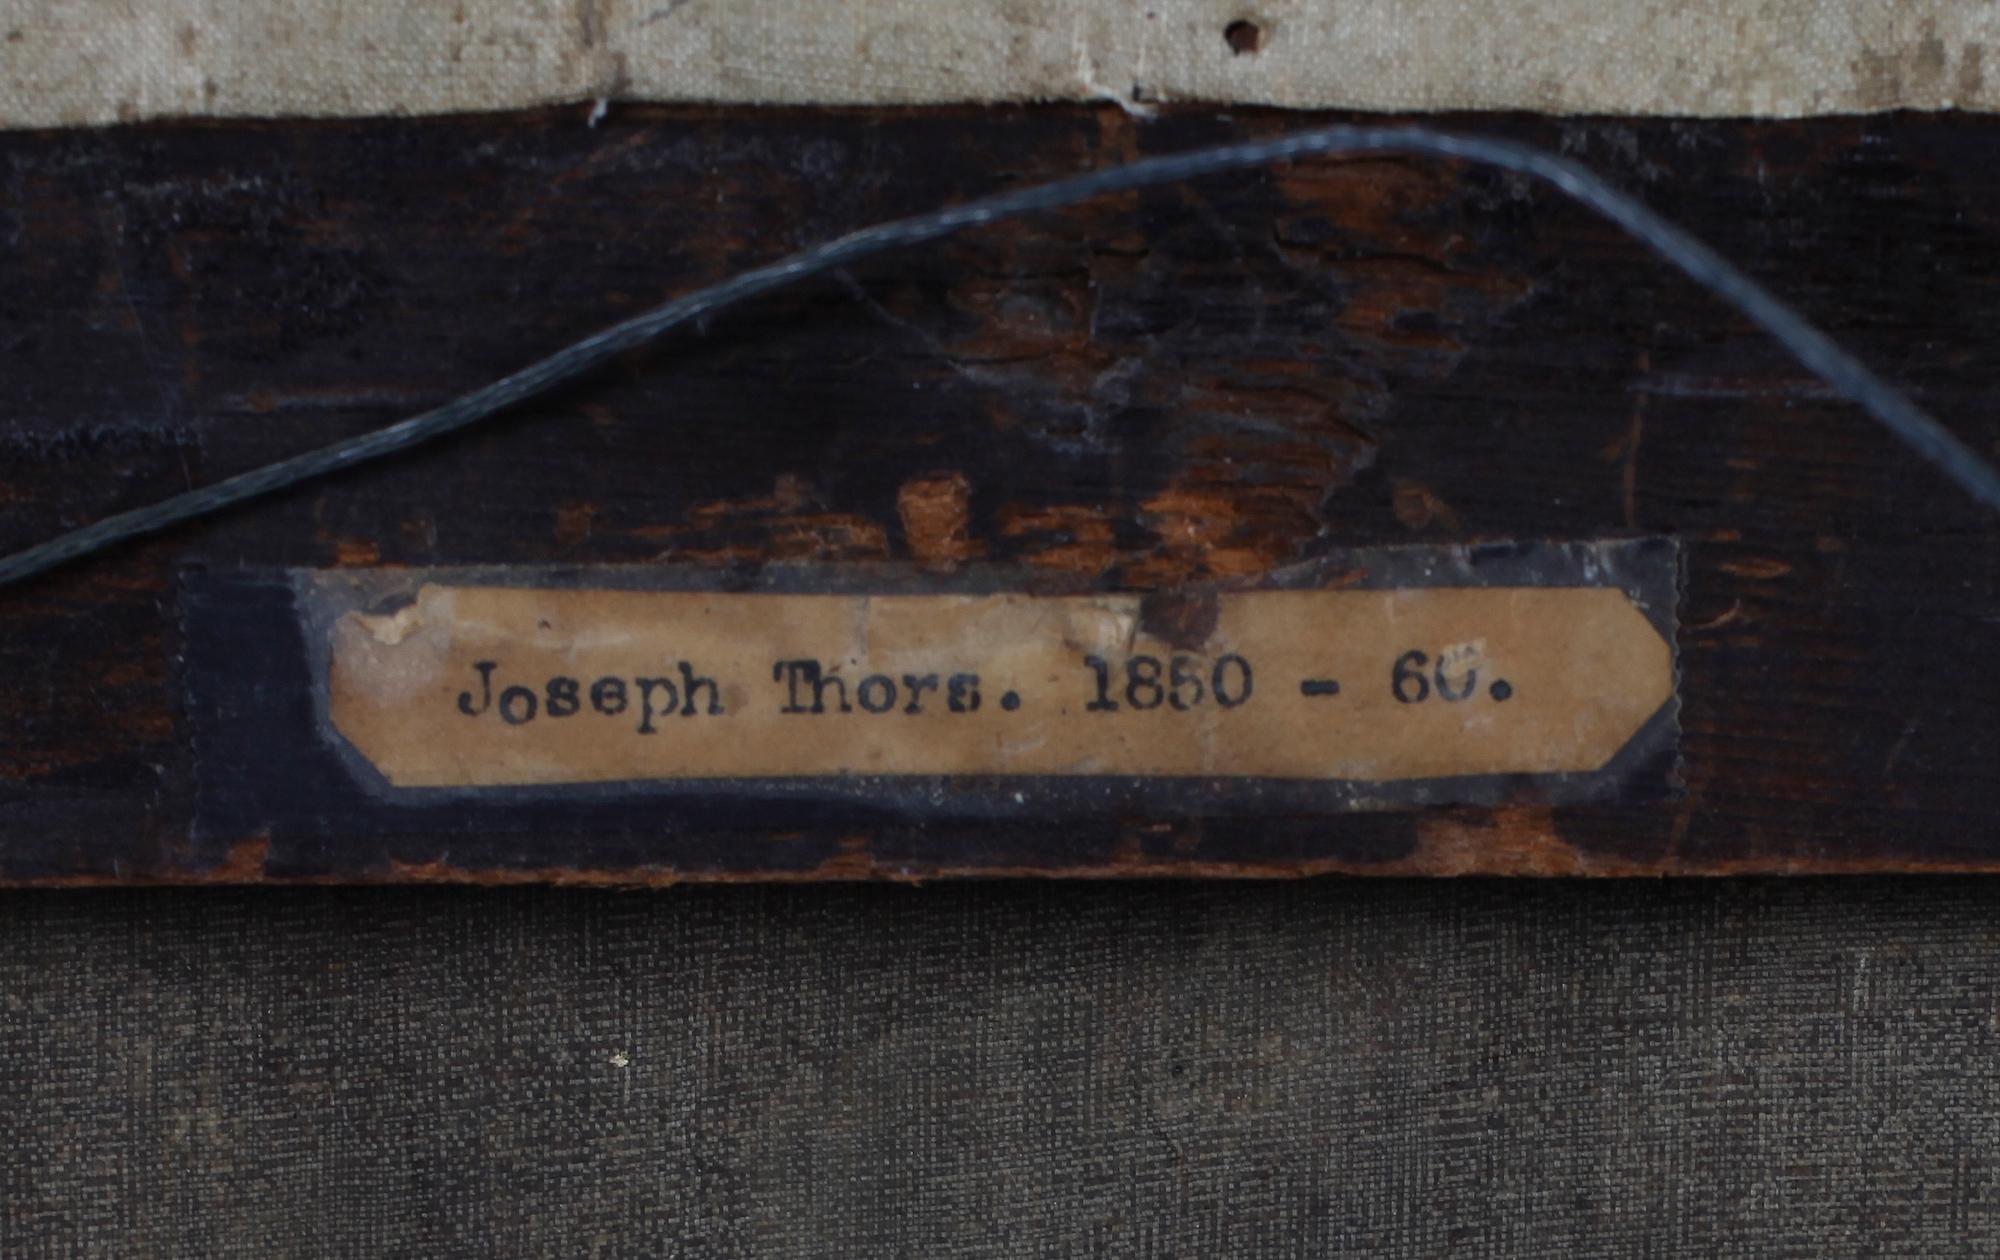 Joseph Thors. 1850 - 60.